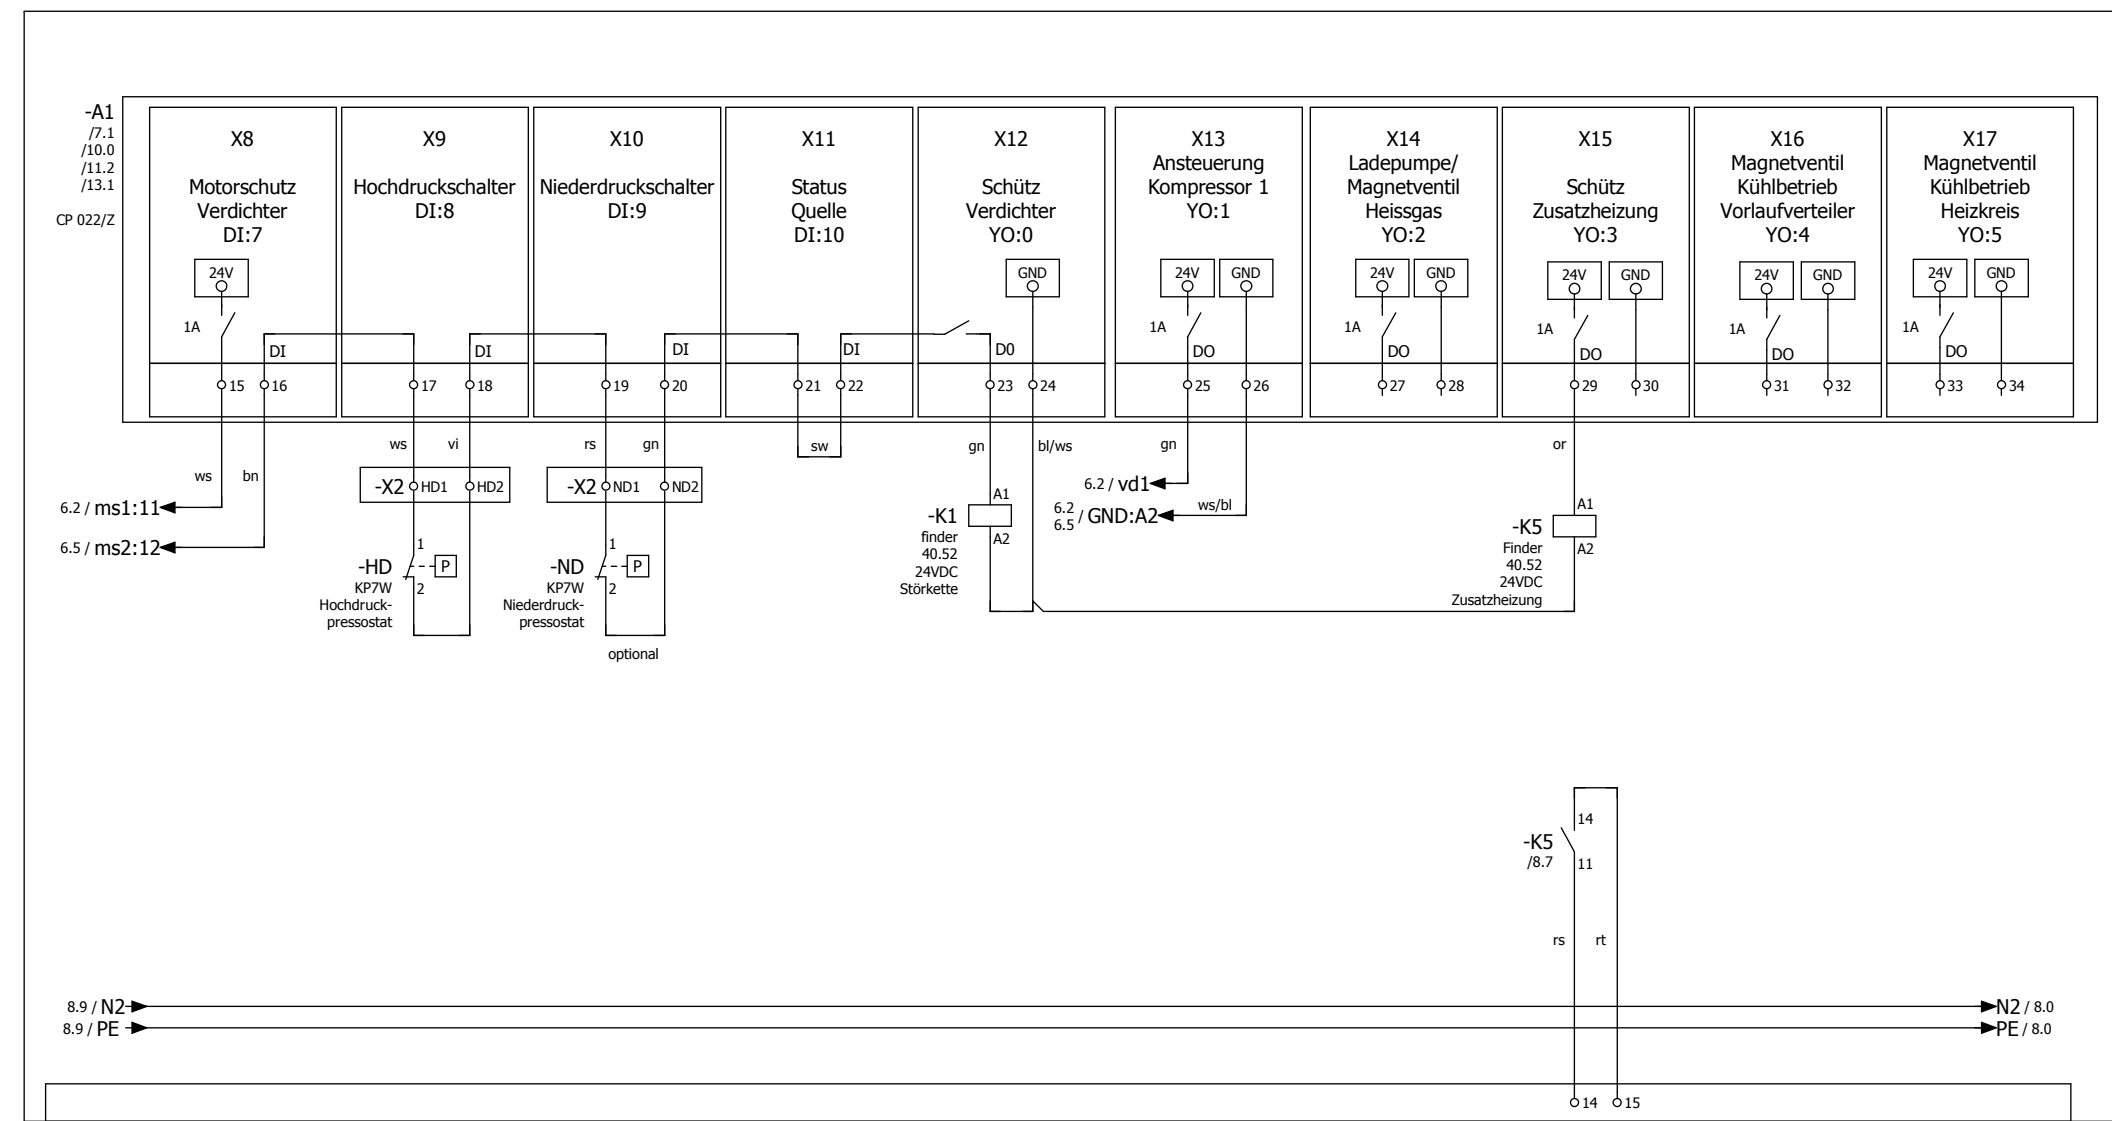 -A1
/7.1
/10.0
/11.2
/13.1
CP 022/Z
X8
Motorschutz
Verdichter
DI:7
24V
1A
DI
15
16
X9
Hochdruckschalter
DI:8
DI
17
18
X10
Niederdruckschalter
DI:9
DI
19
20
X11
Status
Quelle
DI:10
DI
21
22
X12
Schütz
Verdichter
YO:0
GND
D0
23
24
X13
Ansteuerung
Kompressor 1
YO:1
24V
GND
1A
DO
25
26
X14
Ladepumpe/
Magnetventil
Heissgas
YO:2
24V
GND
1A
DO
27
28
X15
Schütz
Zusatzheizung
YO:3
24V
GND
1A
DO
29
30
X16
Magnetventil
Kühlbetrieb
Vorlaufverteiler
YO:4
24V
GND
1A
DO
31
32
X17
Magnetventil
Kühlbetrieb
Heizkreis
YO:5
24V
GND
1A
DO
33
34
ws
bn
6.2 / ms1:11
6.5 / ms2:12
ws
vi
-X2
HD1
HD2
1
-HD
P
KP7W
2
Hochdruck-
pressostat
rs
gn
-X2
ND1
ND2
1
-ND
P
KP7W
2
Niederdruck-
pressostat
optional
sw
gn
bl/ws
A1
-K1
A2
finder
40.52
24VDC
Störkette
gn
6.2 / vd1
ws/bl
6.2
6.5 / GND:A2
or
A1
-K5
A2
Finder
40.52
24VDC
Zusatzheizung
14
-K5
/8.7
11
rs
rt
8.9 / N2
N2 / 8.0
8.9 / PE
PE / 8.0
14
15